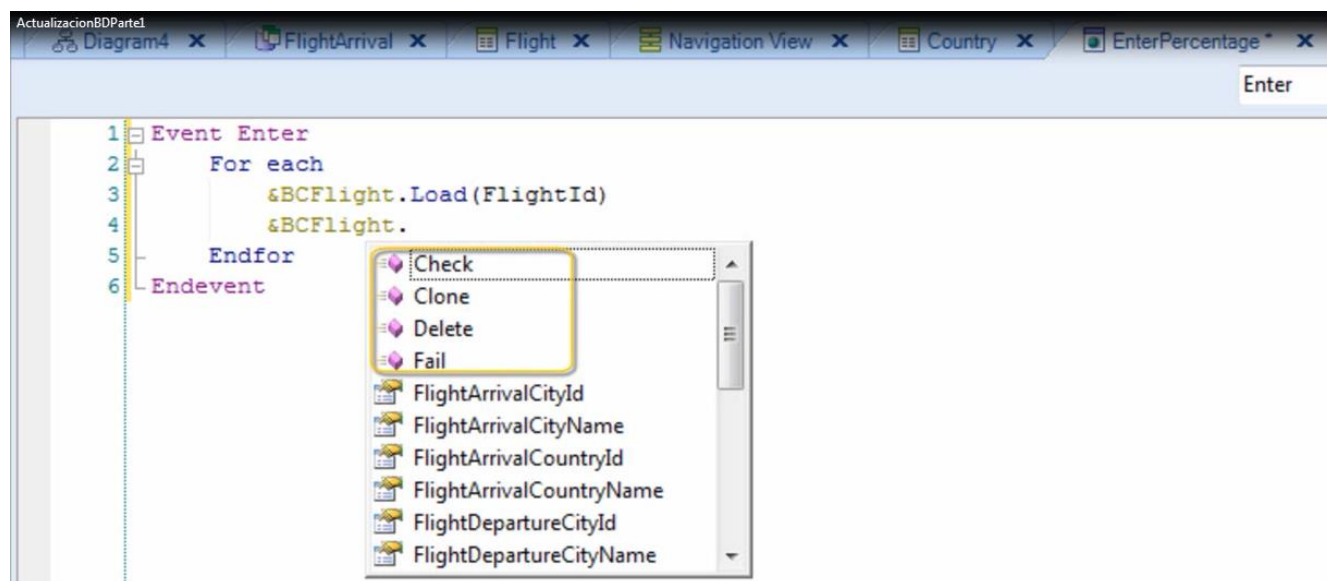 ActualizacionBDParte1
Diagram4 FlightArrival Flight Navigation View Country EnterPercentage *
Enter
1 Event Enter
2 For each
3 &BCFlight.Load(FlightId)
4 &BCFlight.
5 Endfor
6 Endevent
Check
Clone
Delete
Fail
FlightArrivalCityId
FlightArrivalCityName
FlightArrivalCountryId
FlightArrivalCountryName
FlightDepartureCityId
FlightDepartureCityName